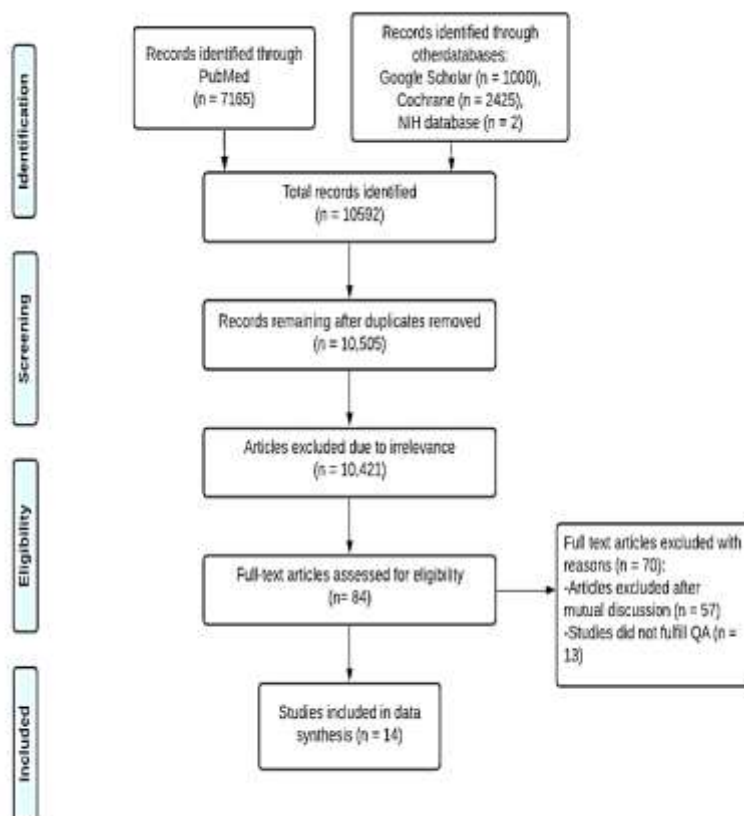 Identification
Records identified through
PubMed
(n = 7165)
Records identified through
otherdatabases:
Google Scholar (n = 1000),
Cochrane (n = 2425),
NIH database (n = 2)
Total records identified
(n = 10592)
Screening
Records remaining after duplicates removed
(n = 10,505)
Articles excluded due to irrelevance
(n = 10,421)
Eligibility
Full-text articles assessed for eligibility
(n= 84)
Full text articles excluded with
reasons (n = 70):
-Articles excluded after
mutual discussion (n = 57)
-Studies did not fulfill QA (n =
13)
Included
Studies included in data
synthesis (n = 14)